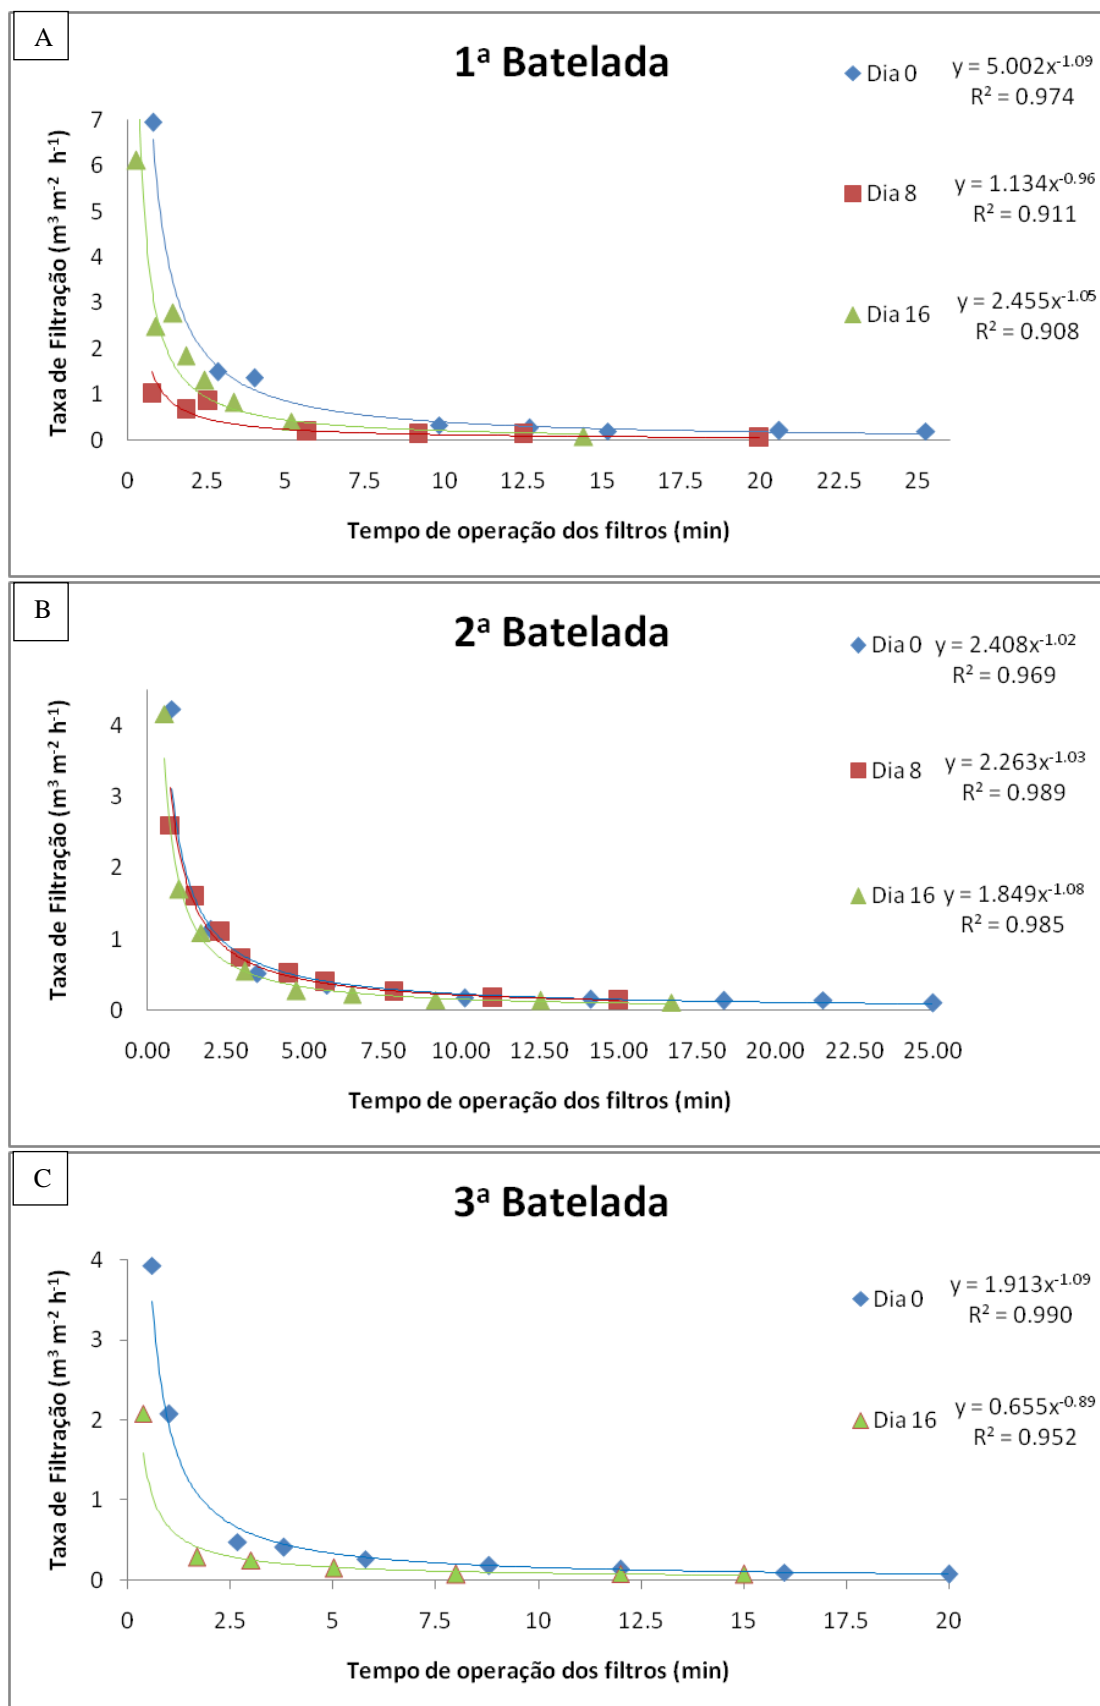 A
1ª Batelada
Dia 0
y = 5.002x⁻¹·⁰⁹
R² = 0.974
Dia 8
y = 1.134x⁻⁰·⁹⁶
R² = 0.911
Dia 16
y = 2.455x⁻¹·⁰⁵
R² = 0.908
Taxa de Filtração (m³ m⁻² h⁻¹)
7
6
5
4
3
2
1
0
0 2.5 5 7.5 10 12.5 15 17.5 20 22.5 25
Tempo de operação dos filtros (min)
B
2ª Batelada
Dia 0 y = 2.408x⁻¹·⁰²
R² = 0.969
Dia 8 y = 2.263x⁻¹·⁰³
R² = 0.989
Dia 16 y = 1.849x⁻¹·⁰⁸
R² = 0.985
Taxa de Filtração (m³ m⁻² h⁻¹)
4
3
2
1
0
0.00 2.50 5.00 7.50 10.00 12.50 15.00 17.50 20.00 22.50 25.00
Tempo de operação dos filtros (min)
C
3ª Batelada
Dia 0
y = 1.913x⁻¹·⁰⁹
R² = 0.990
Dia 16
y = 0.655x⁻⁰·⁸⁹
R² = 0.952
Taxa de Filtração (m³ m⁻² h⁻¹)
4
3
2
1
0
0 2.5 5 7.5 10 12.5 15 17.5 20
Tempo de operação dos filtros (min)